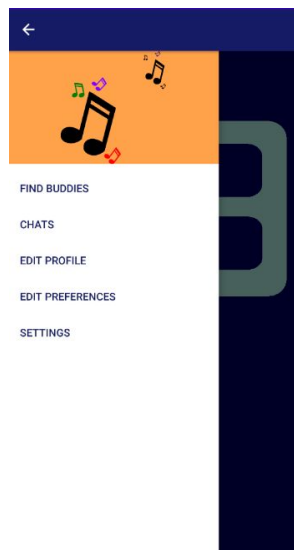 FIND BUDDIES
CHATS
EDIT PROFILE
EDIT PREFERENCES
SETTINGS